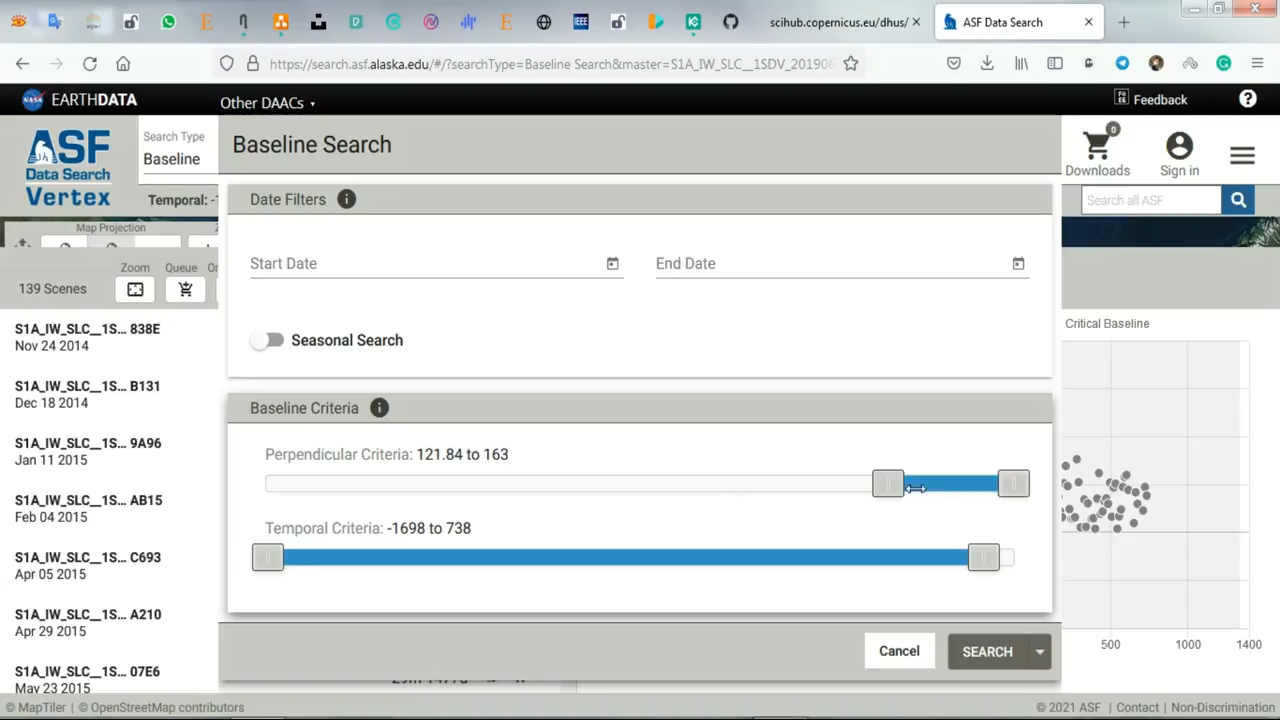 scihub.copernicus.eu/dhus/
ASF Data Search
https://search.asf.alaska.edu/#/?searchType=Baseline Search&master=S1A_IW_SLC__1SDV_20190
NASA EARTHDATA
Other DAACs
Feedback
ASF
Data Search
Vertex
Search Type
Baseline
Baseline Search
0
Downloads
Sign in
Temporal: -1
Date Filters
Search all ASF
Map Projection
Start Date
End Date
Zoom
Queue
139 Scenes
S1A_IW_SLC__1S... 838E
Nov 24 2014
Seasonal Search
Critical Baseline
S1A_IW_SLC__1S... B131
Dec 18 2014
Baseline Criteria
S1A_IW_SLC__1S... 9A96
Jan 11 2015
Perpendicular Criteria: 121.84 to 163
S1A_IW_SLC__1S... AB15
Feb 04 2015
Temporal Criteria: -1698 to 738
S1A_IW_SLC__1S... C693
Apr 05 2015
S1A_IW_SLC__1S... A210
Apr 29 2015
Cancel
SEARCH
500
1000
1400
S1A_IW_SLC__1S... 07E6
May 23 2015
© MapTiler | © OpenStreetMap contributors
© 2021 ASF | Contact | Non-Discrimination